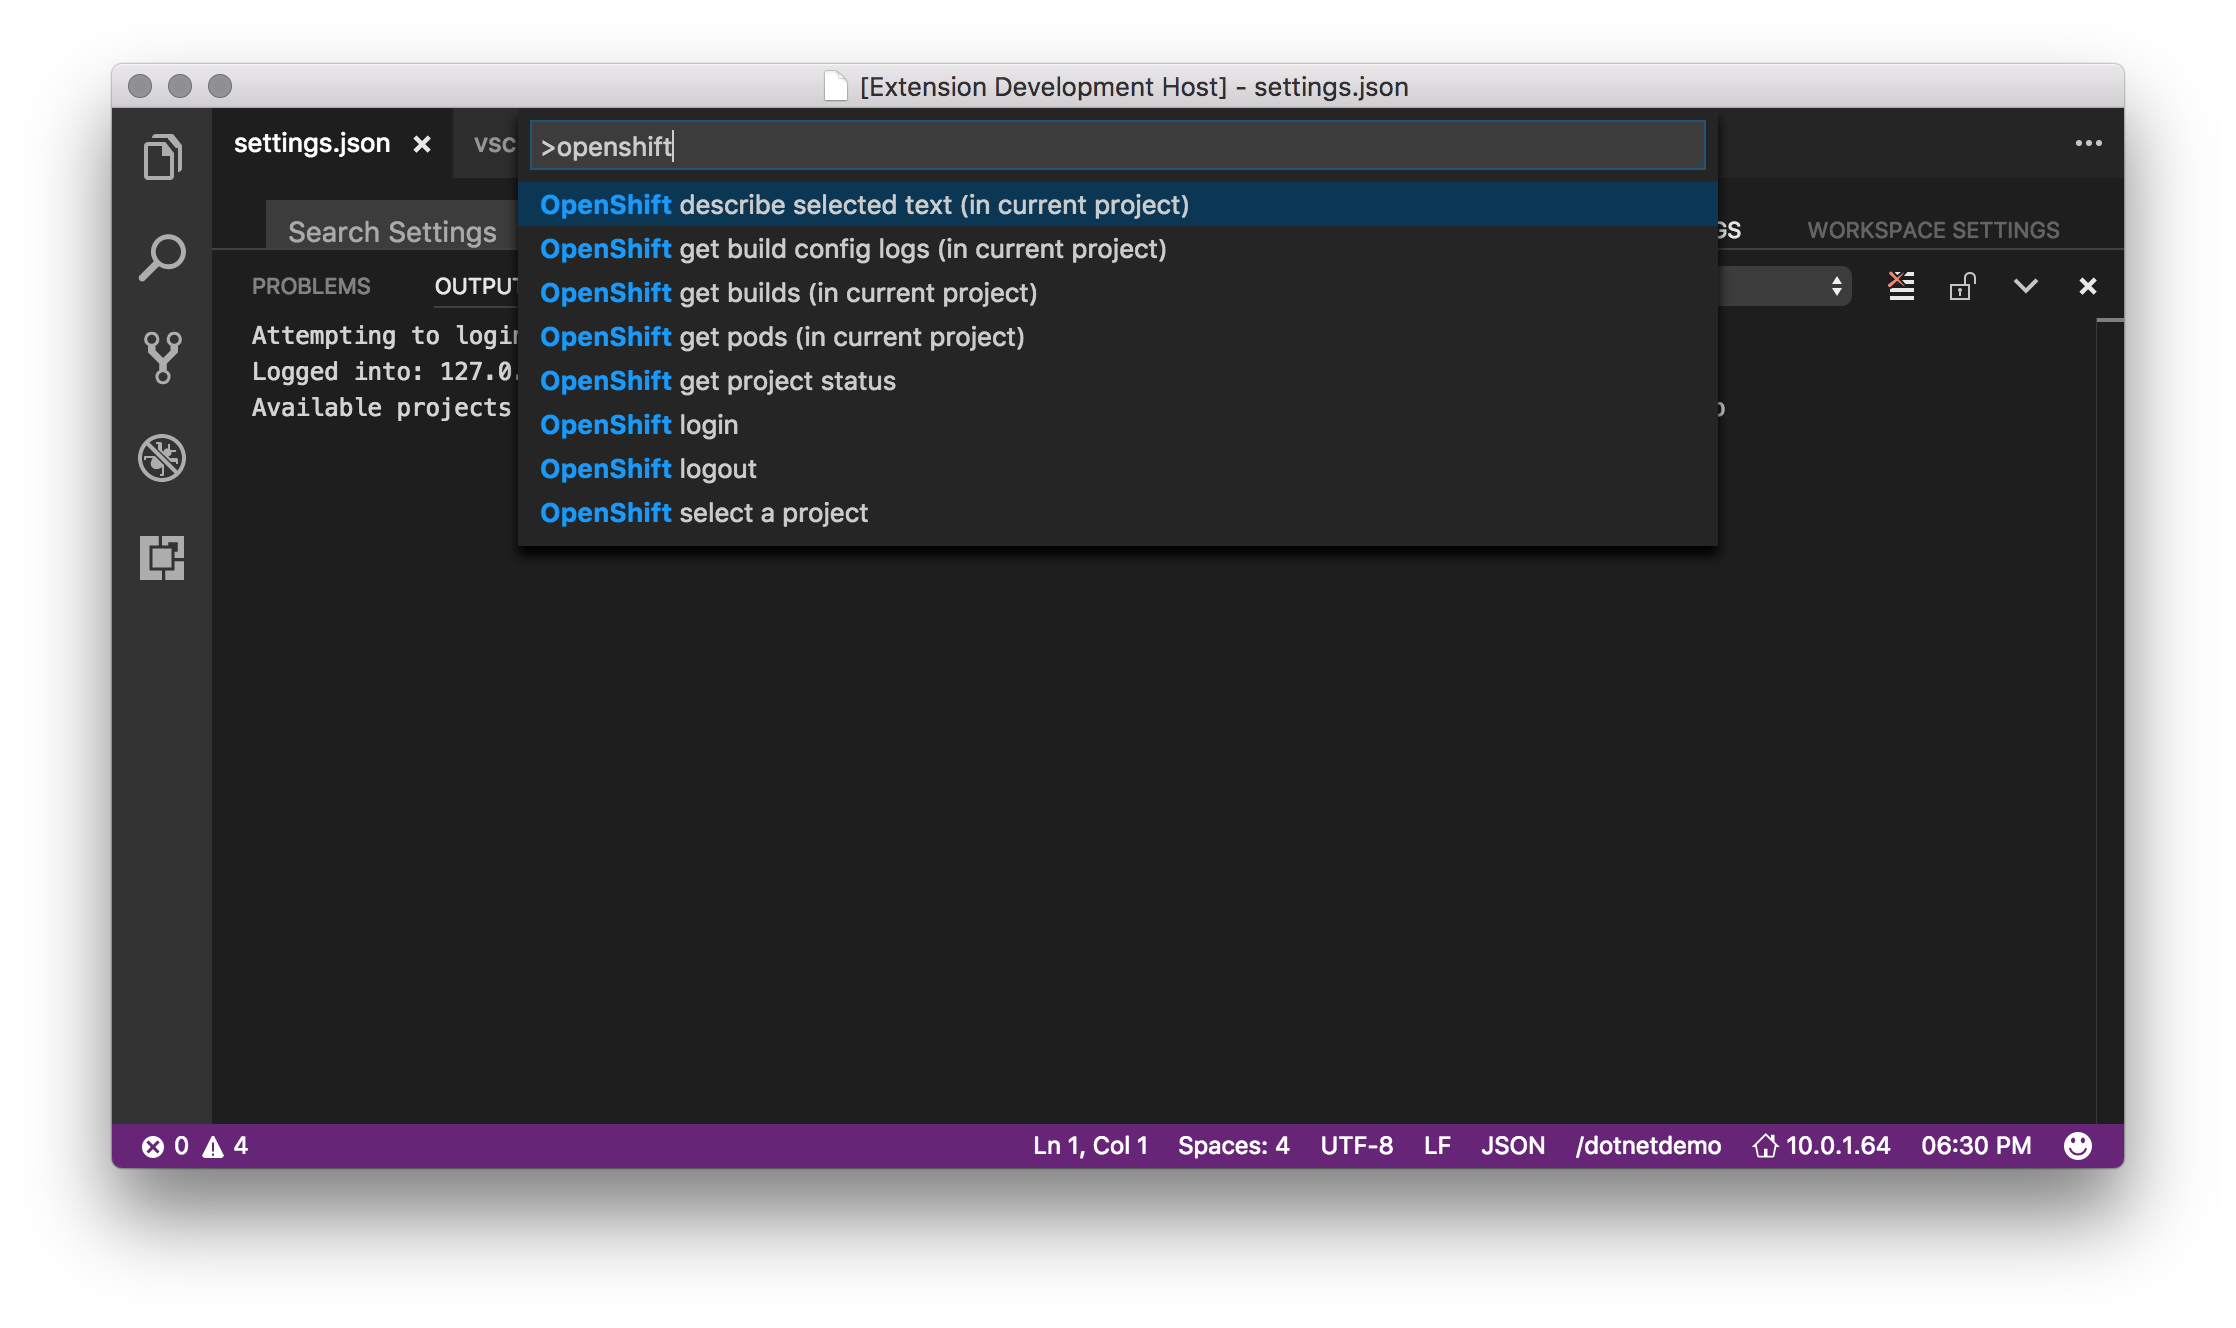 [Extension Development Host] - settings.json
settings.json vsc
>openshift
OpenShift describe selected text (in current project)
OpenShift get build config logs (in current project)
OpenShift get builds (in current project)
OpenShift get pods (in current project)
OpenShift get project status
OpenShift login
OpenShift logout
OpenShift select a project
Search Settings
GS WORKSPACE SETTINGS
PROBLEMS OUTPUT
Attempting to login
Logged into: 127.0.
Available projects
0 4 Ln 1, Col 1 Spaces: 4 UTF-8 LF JSON /dotnetdemo 10.0.1.64 06:30 PM